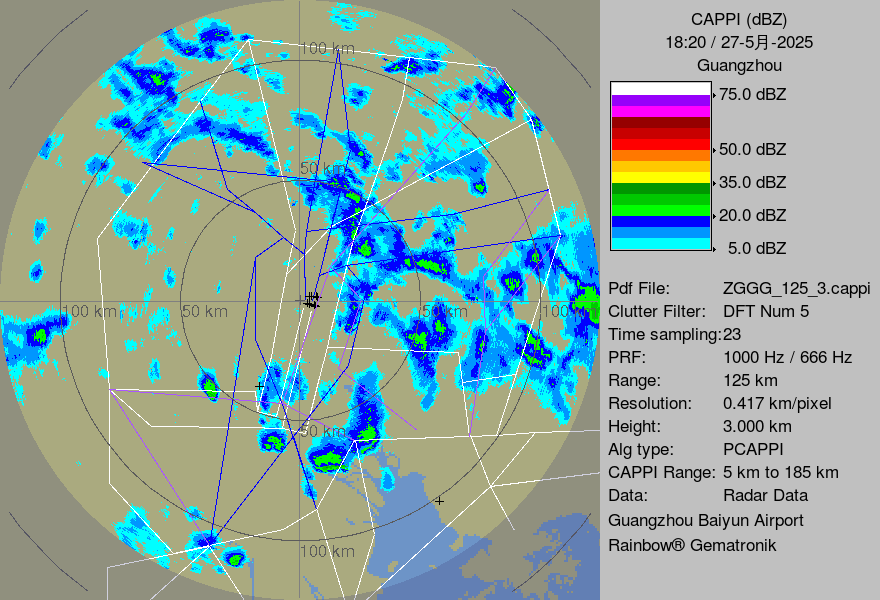 CAPPI (dBZ)
18:20 / 27-5月-2025
Guangzhou
75.0 dBZ
50.0 dBZ
35.0 dBZ
20.0 dBZ
5.0 dBZ
Pdf File: ZGGG_125_3.cappi
Clutter Filter: DFT Num 5
Time sampling:23
PRF: 1000 Hz / 666 Hz
Range: 125 km
Resolution: 0.417 km/pixel
Height: 3.000 km
Alg type: PCAPPI
CAPPI Range: 5 km to 185 km
Data: Radar Data
Guangzhou Baiyun Airport
Rainbow® Gematronik
100 km
50 km
100 km
50 km
50 km
100 km
50 km
100 km